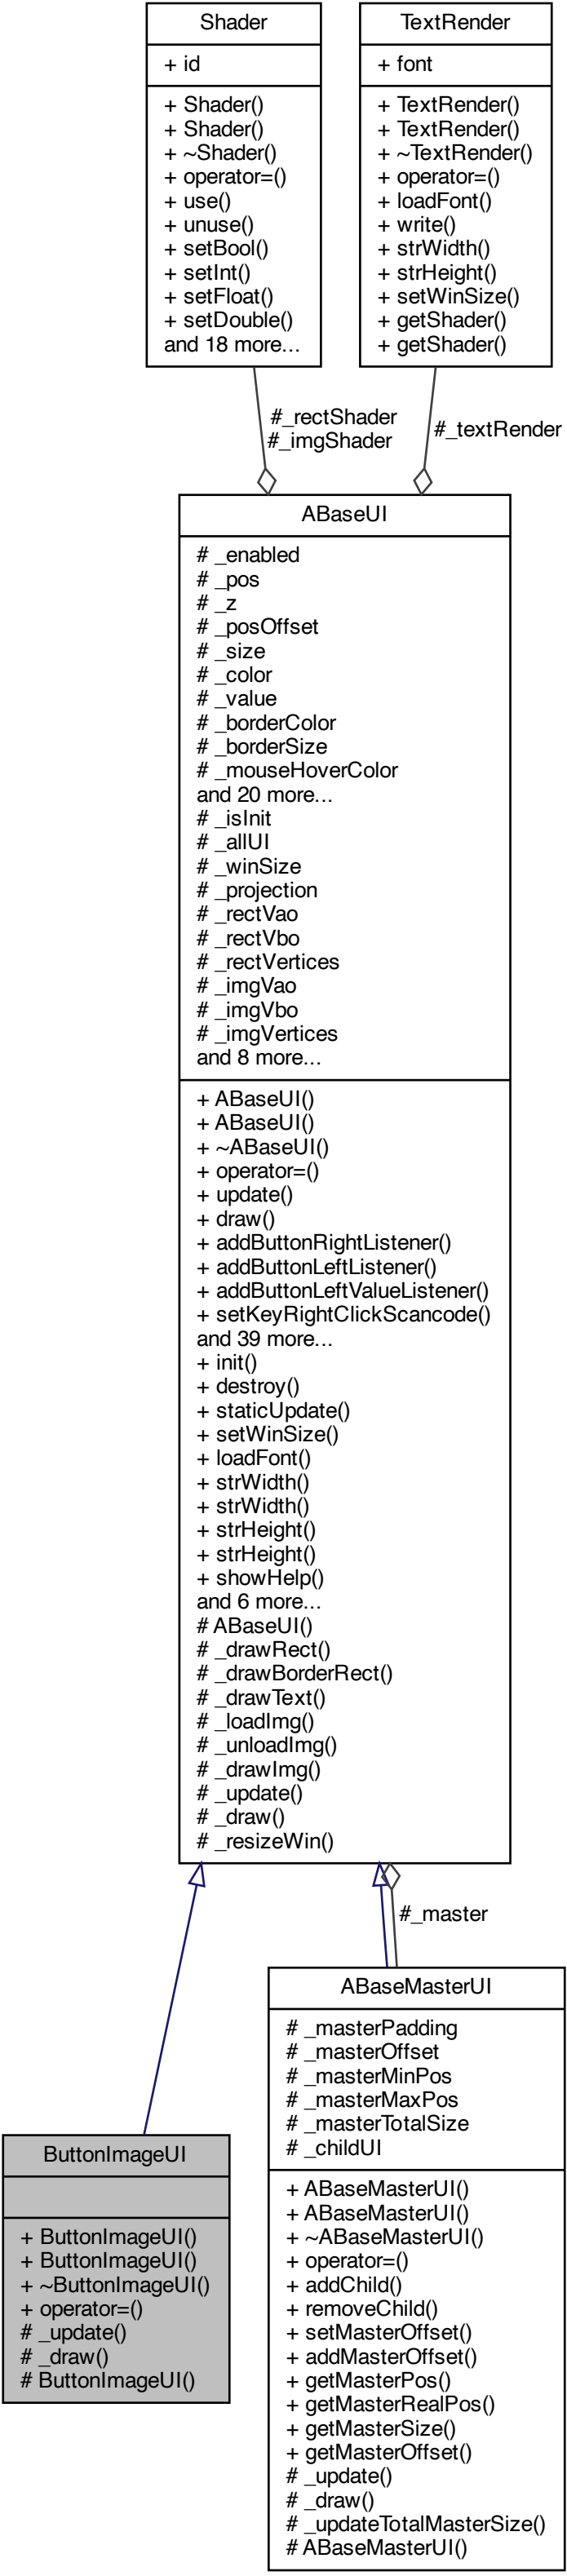 Shader
+ id
+ Shader()
+ Shader()
+ ~Shader()
+ operator=()
+ use()
+ unuse()
+ setBool()
+ setInt()
+ setFloat()
+ setDouble()
and 18 more...
TextRender
+ font
+ TextRender()
+ TextRender()
+ ~TextRender()
+ operator=()
+ loadFont()
+ write()
+ strWidth()
+ strHeight()
+ setWinSize()
+ getShader()
+ getShader()
#_rectShader
#_imgShader
#_textRender
ABaseUI
# _enabled
# _pos
# _z
# _posOffset
# _size
# _color
# _value
# _borderColor
# _borderSize
# _mouseHoverColor
and 20 more...
# _isInit
# _allUI
# _winSize
# _projection
# _rectVao
# _rectVbo
# _rectVertices
# _imgVao
# _imgVbo
# _imgVertices
and 8 more...
+ ABaseUI()
+ ABaseUI()
+ ~ABaseUI()
+ operator=()
+ update()
+ draw()
+ addButtonRightListener()
+ addButtonLeftListener()
+ addButtonLeftValueListener()
+ setKeyRightClickScancode()
and 39 more...
+ init()
+ destroy()
+ staticUpdate()
+ setWinSize()
+ loadFont()
+ strWidth()
+ strWidth()
+ strHeight()
+ strHeight()
+ showHelp()
and 6 more...
# ABaseUI()
# _drawRect()
# _drawBorderRect()
# _drawText()
# _loadImg()
# _unloadImg()
# _drawImg()
# _update()
# _draw()
# _resizeWin()
#_master
ABaseMasterUI
# _masterPadding
# _masterOffset
# _masterMinPos
# _masterMaxPos
# _masterTotalSize
# _childUI
+ ABaseMasterUI()
+ ABaseMasterUI()
+ ~ABaseMasterUI()
+ operator=()
+ addChild()
+ removeChild()
+ setMasterOffset()
+ addMasterOffset()
+ getMasterPos()
+ getMasterRealPos()
+ getMasterSize()
+ getMasterOffset()
# _update()
# _draw()
# _updateTotalMasterSize()
# ABaseMasterUI()
ButtonImageUI
+ ButtonImageUI()
+ ButtonImageUI()
+ ~ButtonImageUI()
+ operator=()
# _update()
# _draw()
# ButtonImageUI()